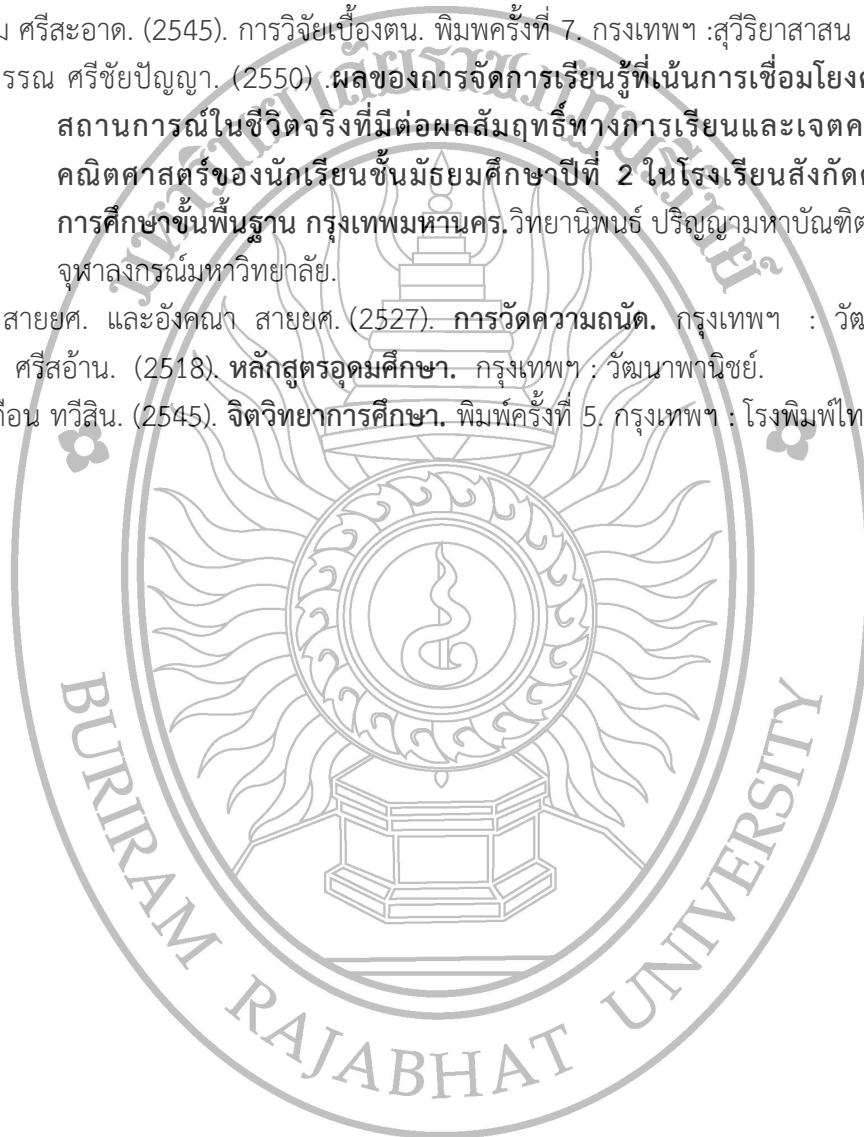 ม ศรีสะอาด. (2545). การวิจัยเบื้องตน. พิมพครั้งที่ 7. กรุงเทพฯ :สุวีริยาสาสน
รรณ ศรีชัยปัญญา. (2550) .ผลของการจัดการเรียนรู้ที่เน้นการเชื่อมโยง
สถานการณ์ในชีวิตจริงที่มีต่อผลสัมฤทธิ์ทางการเรียนและเจตค
คณิตศาสตร์ของนักเรียนชั้นมัธยมศึกษาปีที่ 2 ในโรงเรียนสังกัด
การศึกษาขั้นพื้นฐาน กรุงเทพมหานคร.วิทยานิพนธ์ ปริญญามหาบัณฑิต
จุฬาลงกรณ์มหาวิทยาลัย.
สายยศ. และอังคณา สายยศ. (2527). การวัดความถนัด. กรุงเทพฯ : วัฒ
ศรีสอ้าน. (2518). หลักสูตรอุดมศึกษา. กรุงเทพฯ : วัฒนาพานิชย์.
ือน ทวีสิน. (2545). จิตวิทยาการศึกษา. พิมพ์ครั้งที่ 5. กรุงเทพฯ : โรงพิมพ์ไท
มหาวิทยาลัยราชภัฏบุรีรัมย์
BURIRAM RAJABHAT UNIVERSITY